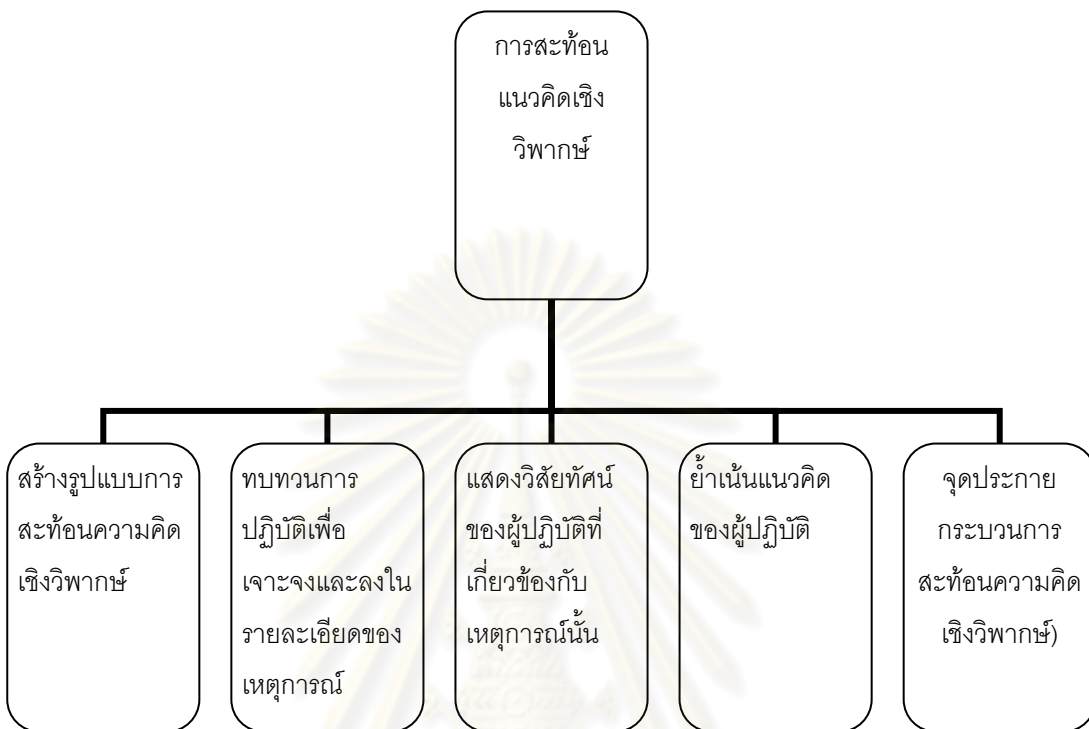 การสะท้อน
แนวคิดเชิง
วิพากษ์
สร้างรูปแบบการ
สะท้อนความคิด
เชิงวิพากษ์
ทบทวนการ
ปฏิบัติเพื่อ
เจาะจงและลงใน
รายละเอียดของ
เหตุการณ์
แสดงวิสัยทัศน์
ของผู้ปฏิบัติที่
เกี่ยวข้องกับ
เหตุการณ์นั้น
ย้ำเน้นแนวคิด
ของผู้ปฏิบัติ
จุดประกาย
กระบวนการ
สะท้อนความคิด
เชิงวิพากษ์)